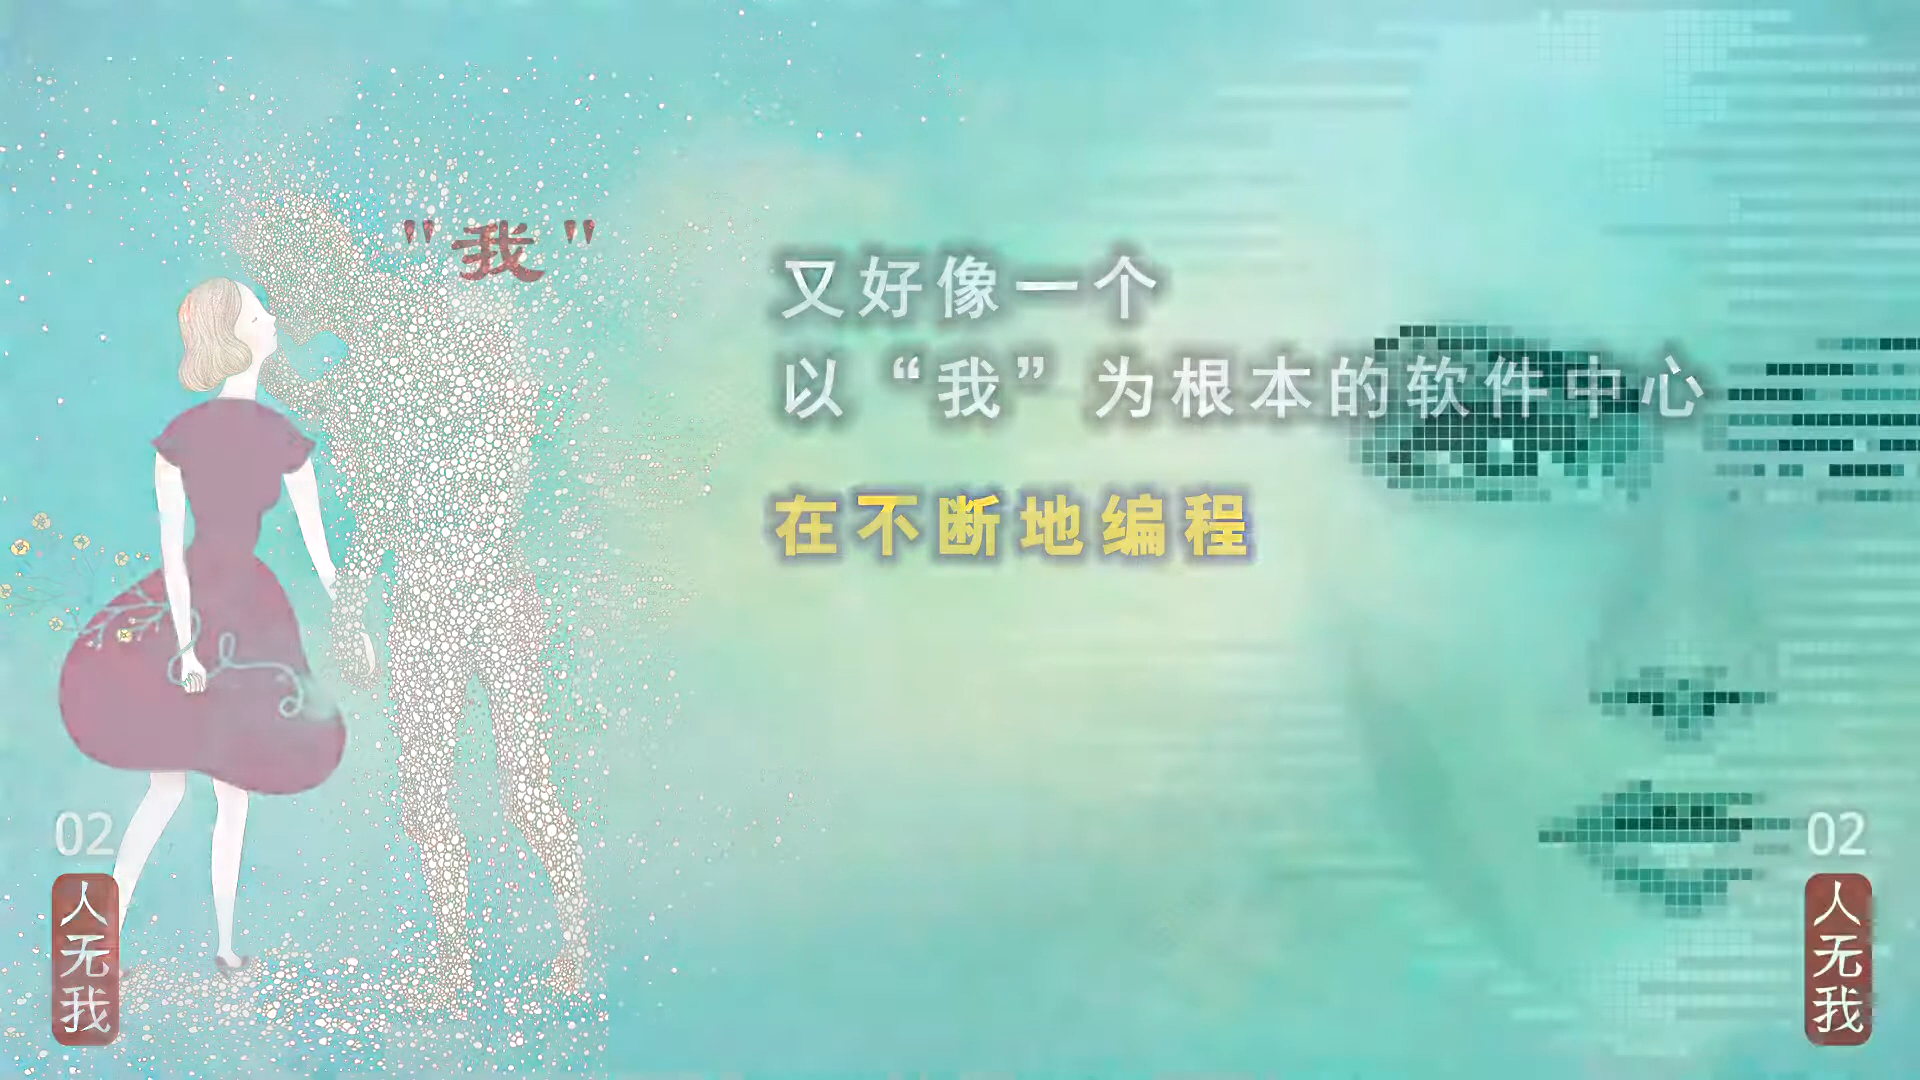 "我"
又好像一个
以“我”为根本的软件中心
在不断地编程
02
人无我
02
人无我